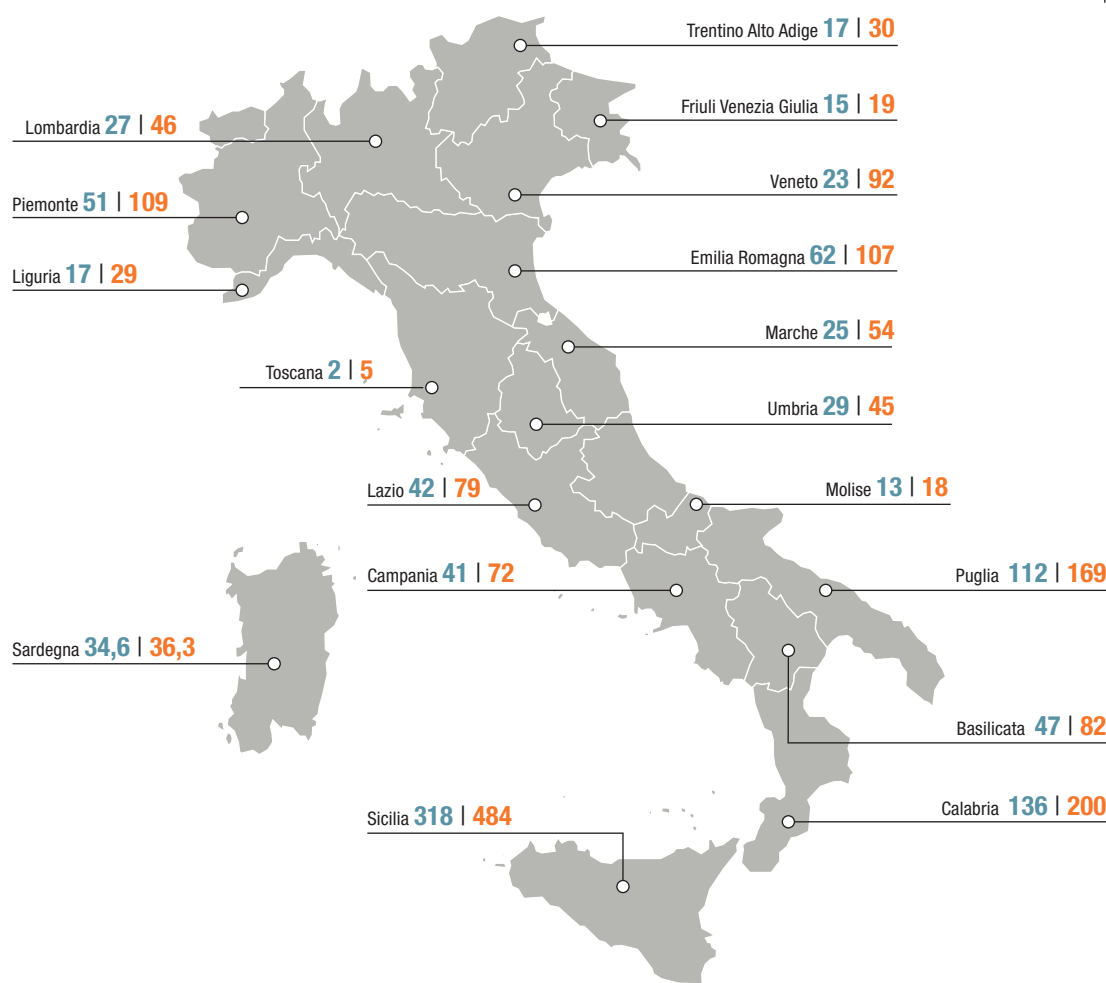 Trentino Alto Adige 17 | 30
Friuli Venezia Giulia 15 | 19
Lombardia 27 | 46
Veneto 23 | 92
Piemonte 51 | 109
Emilia Romagna 62 | 107
Liguria 17 | 29
Marche 25 | 54
Toscana 2 | 5
Umbria 29 | 45
Lazio 42 | 79
Molise 13 | 18
Campania 41 | 72
Puglia 112 | 169
Sardegna 34,6 | 36,3
Basilicata 47 | 82
Calabria 136 | 200
Sicilia 318 | 484